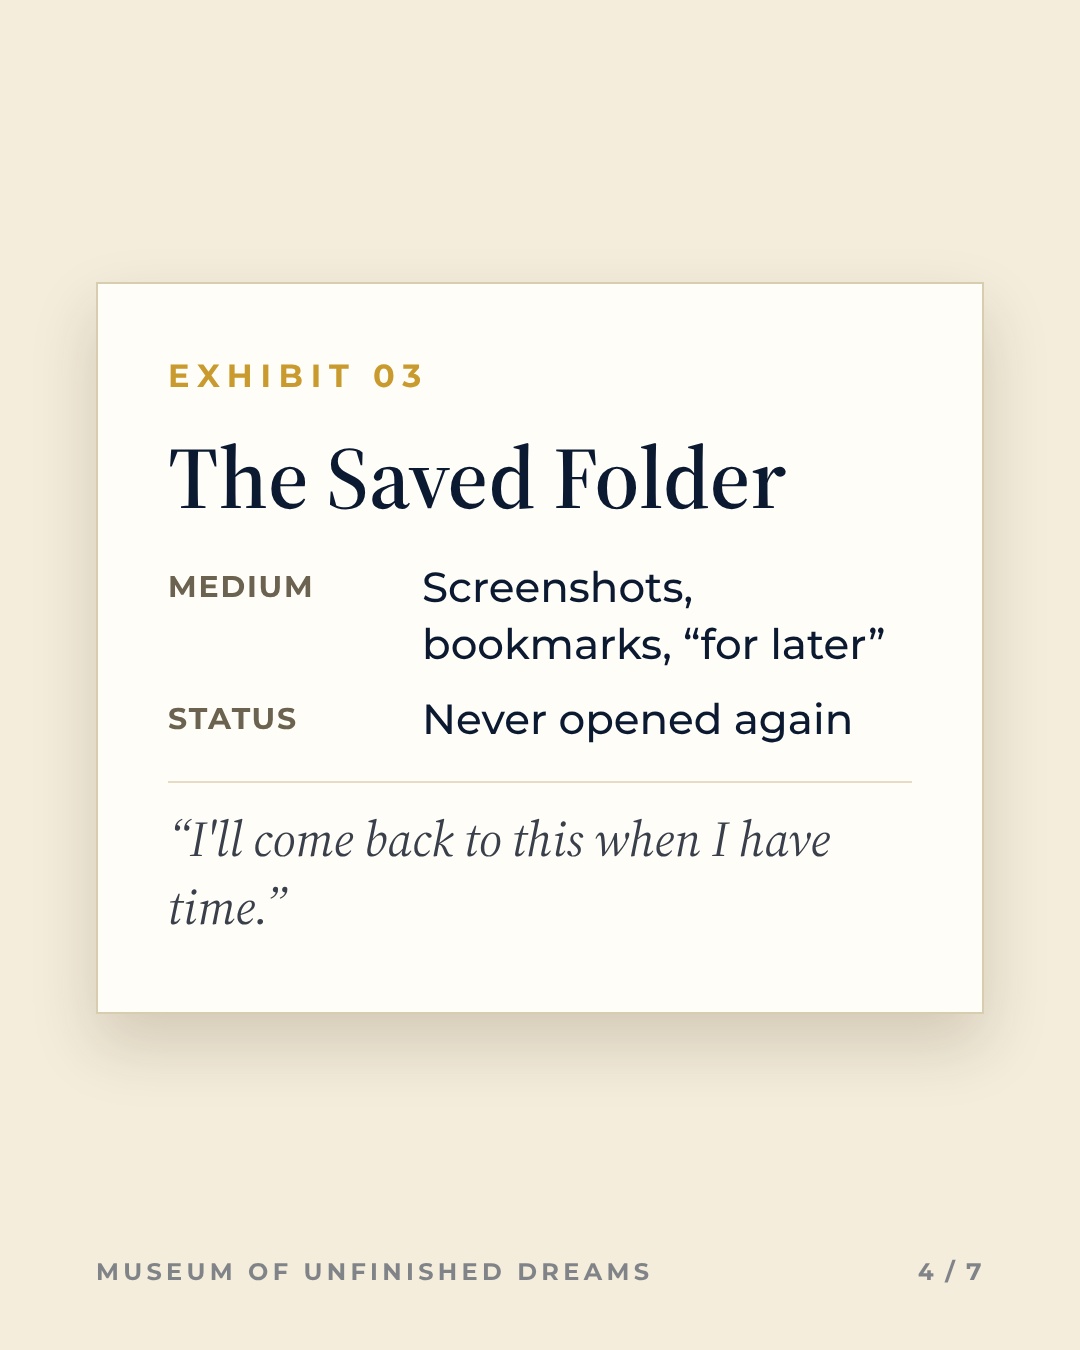 EXHIBIT 03
The Saved Folder
MEDIUM Screenshots,
bookmarks, “for later”
STATUS Never opened again
“I'll come back to this when I have
time.”
MUSEUM OF UNFINISHED DREAMS 4 / 7